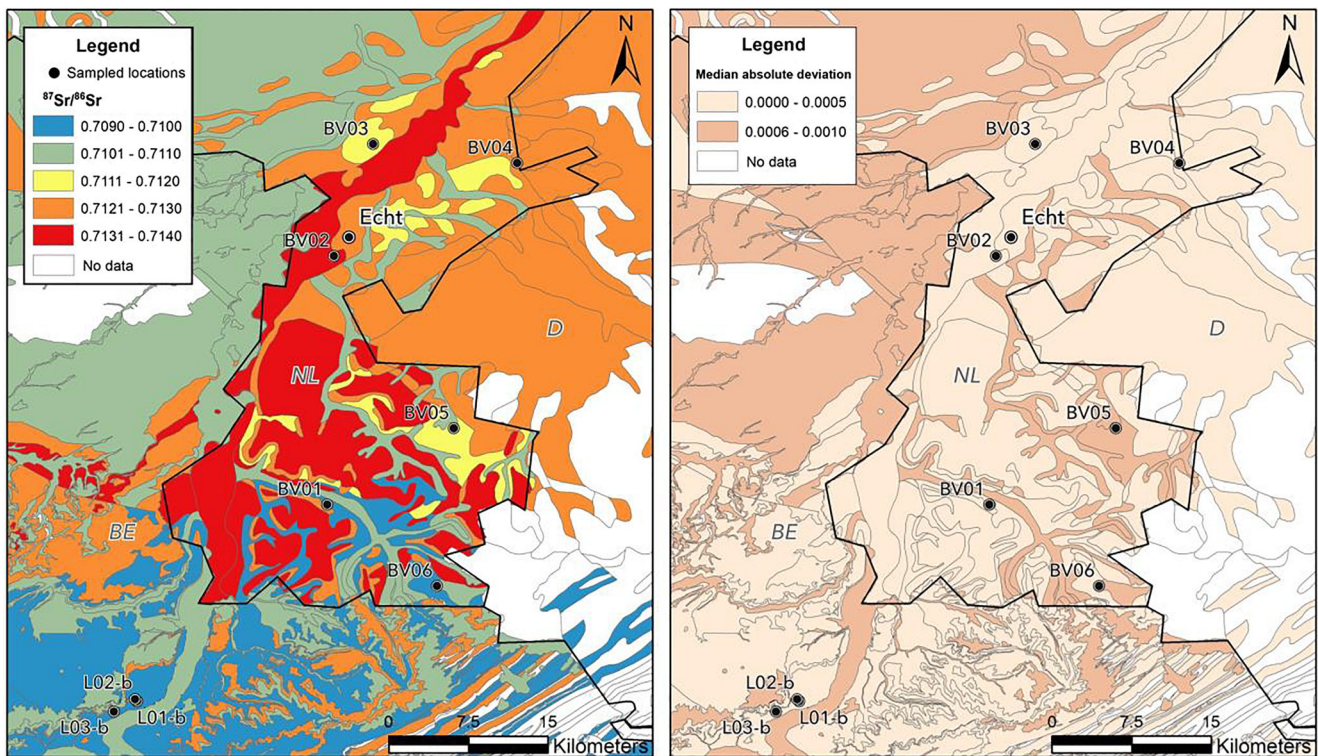 Legend
Sampled locations
⁸⁷Sr/⁸⁶Sr
0.7090 - 0.7100
0.7101 - 0.7110
0.7111 - 0.7120
0.7121 - 0.7130
0.7131 - 0.7140
No data
N
BV03
BV04
Echt
BV02
D
NL
BV05
BV01
BE
BV06
L02-b
L01-b
L03-b
0 7.5 15
Kilometers
Legend
Median absolute deviation
0.0000 - 0.0005
0.0006 - 0.0010
No data
N
BV03
BV04
Echt
BV02
D
NL
BV05
BV01
BE
BV06
L02-b
L01-b
L03-b
0 7.5 15
Kilometers